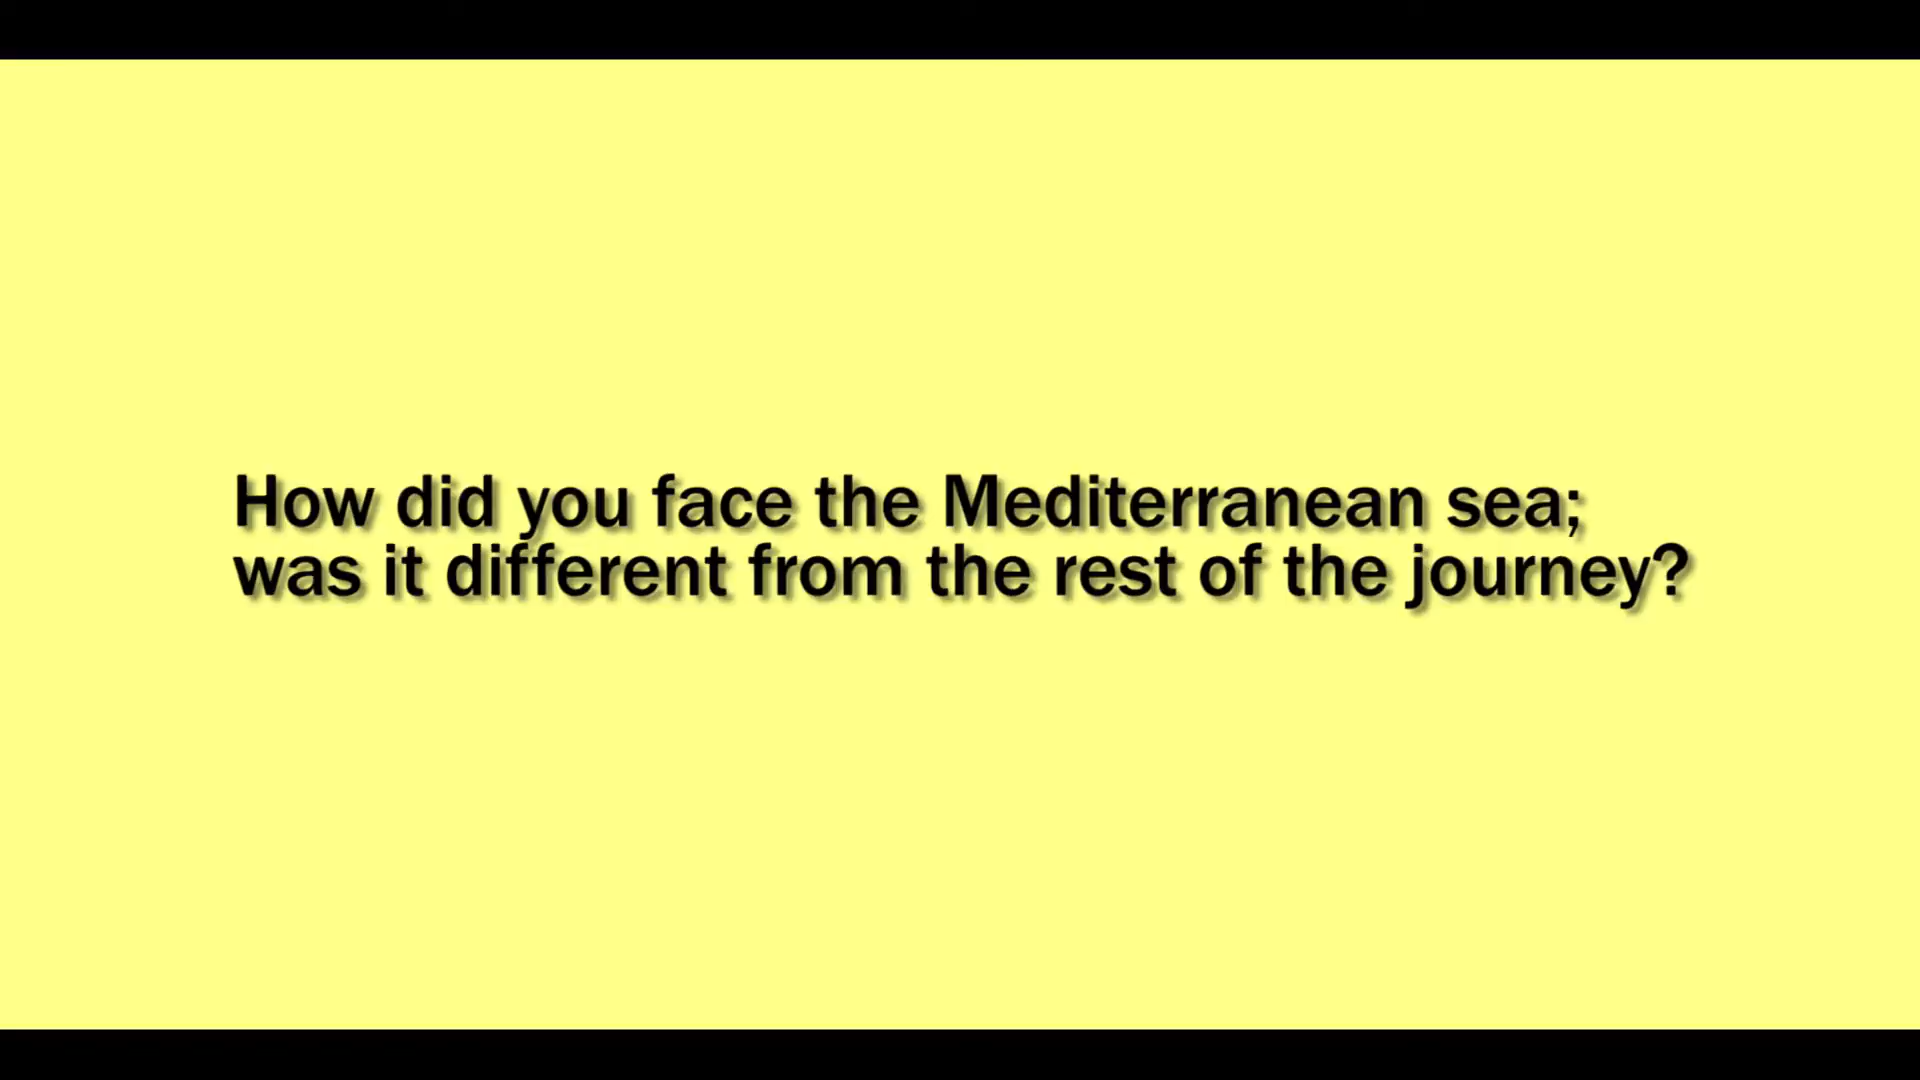 How did you face the Mediterranean sea;
was it different from the rest of the journey?